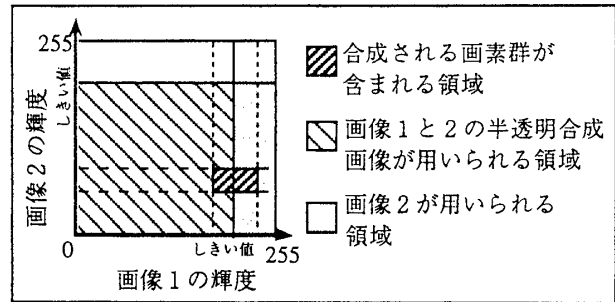 255
しきい値
画像2の輝度
0
しきい値
255
画像1の輝度
合成される画素群が
含まれる領域
画像1と2の半透明合成
画像が用いられる領域
画像2が用いられる
領域